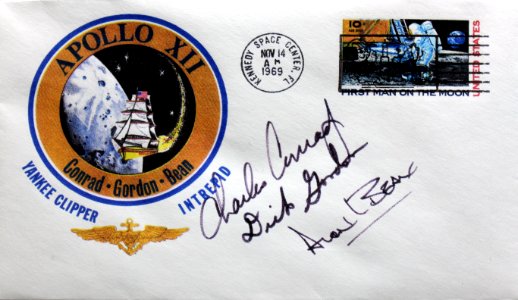 APOLLO XII
Conrad · Gordon · Bean
YANKEE CLIPPER
INTREPID
KENNEDY SPACE CENTER, FL
NOV 14
A M
1969
10¢
UNITED STATES
FIRST MAN ON THE MOON
Charles Conrad
Dick Gordon
Alan L Bean